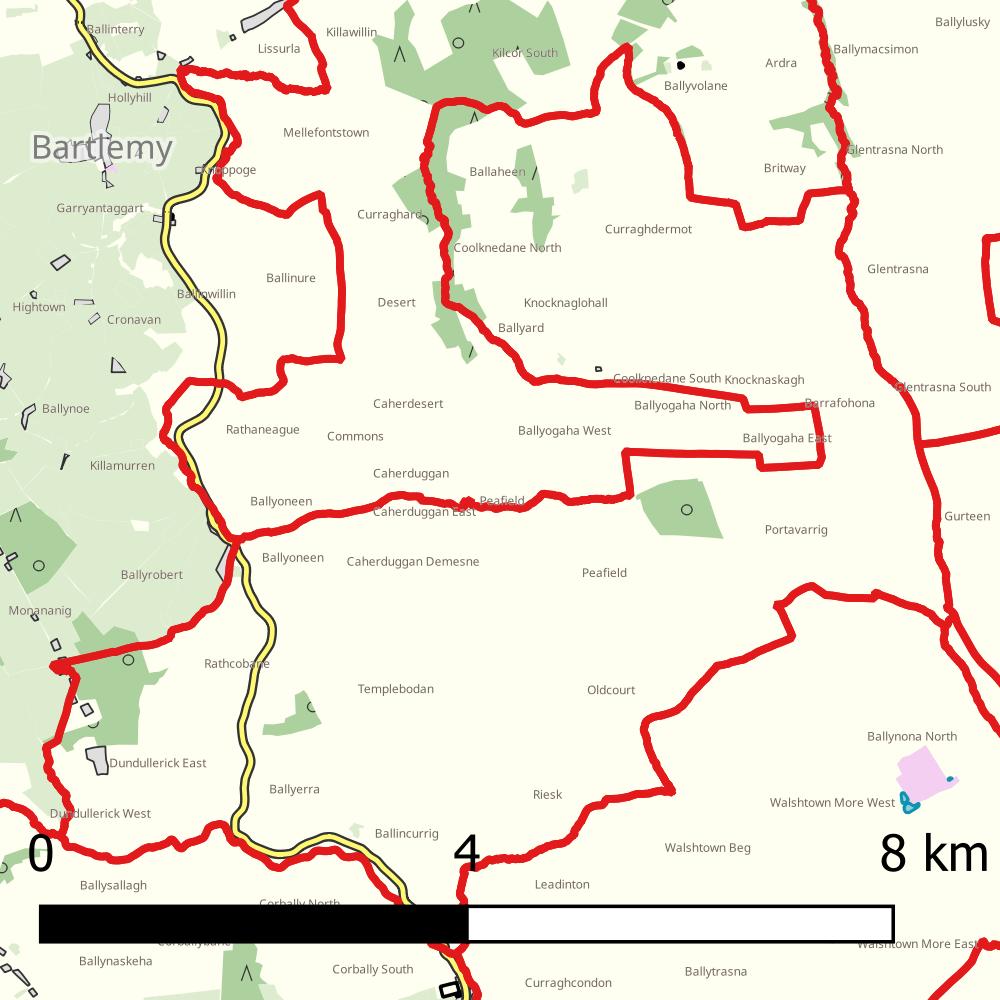 Ballylusky
Ballinterry
Killawillin
Lissurla
Kilcor South
Ballymacsimon
Ardra
Ballyvolane
Hollyhill
Mellefontstown
Bartlemy
Glentrasna North
Britway
Knoppoge
Ballaheen
Garryantaggart
Curraghard
Curraghdermot
Coolknedane North
Glentrasna
Ballinure
Ballinwillin
Desert
Knocknaglohall
Hightown
Cronavan
Ballyard
Coolknedane South
Knocknaskagh
Glentrasna South
Caherdesert
Ballyogaha North
Barrafohona
Ballynoe
Rathaneague
Commons
Ballyogaha West
Ballyogaha East
Killamurren
Caherduggan
Ballyoneen
Peafield
Caherduggan East
Gurteen
Portavarrig
Ballyoneen
Caherduggan Demesne
Peafield
Ballyrobert
Monananig
Rathcobane
Templebodan
Oldcourt
Ballynona North
Dundullerick East
Ballyerra
Riesk
Walshtown More West
Dundullerick West
Ballincurrig
Walshtown Beg
0 4 8 km
Ballysallagh
Leadinton
Corbally North
Corballybane
Walshtown More East
Ballynaskeha
Corbally South
Ballytrasna
Curraghcondon